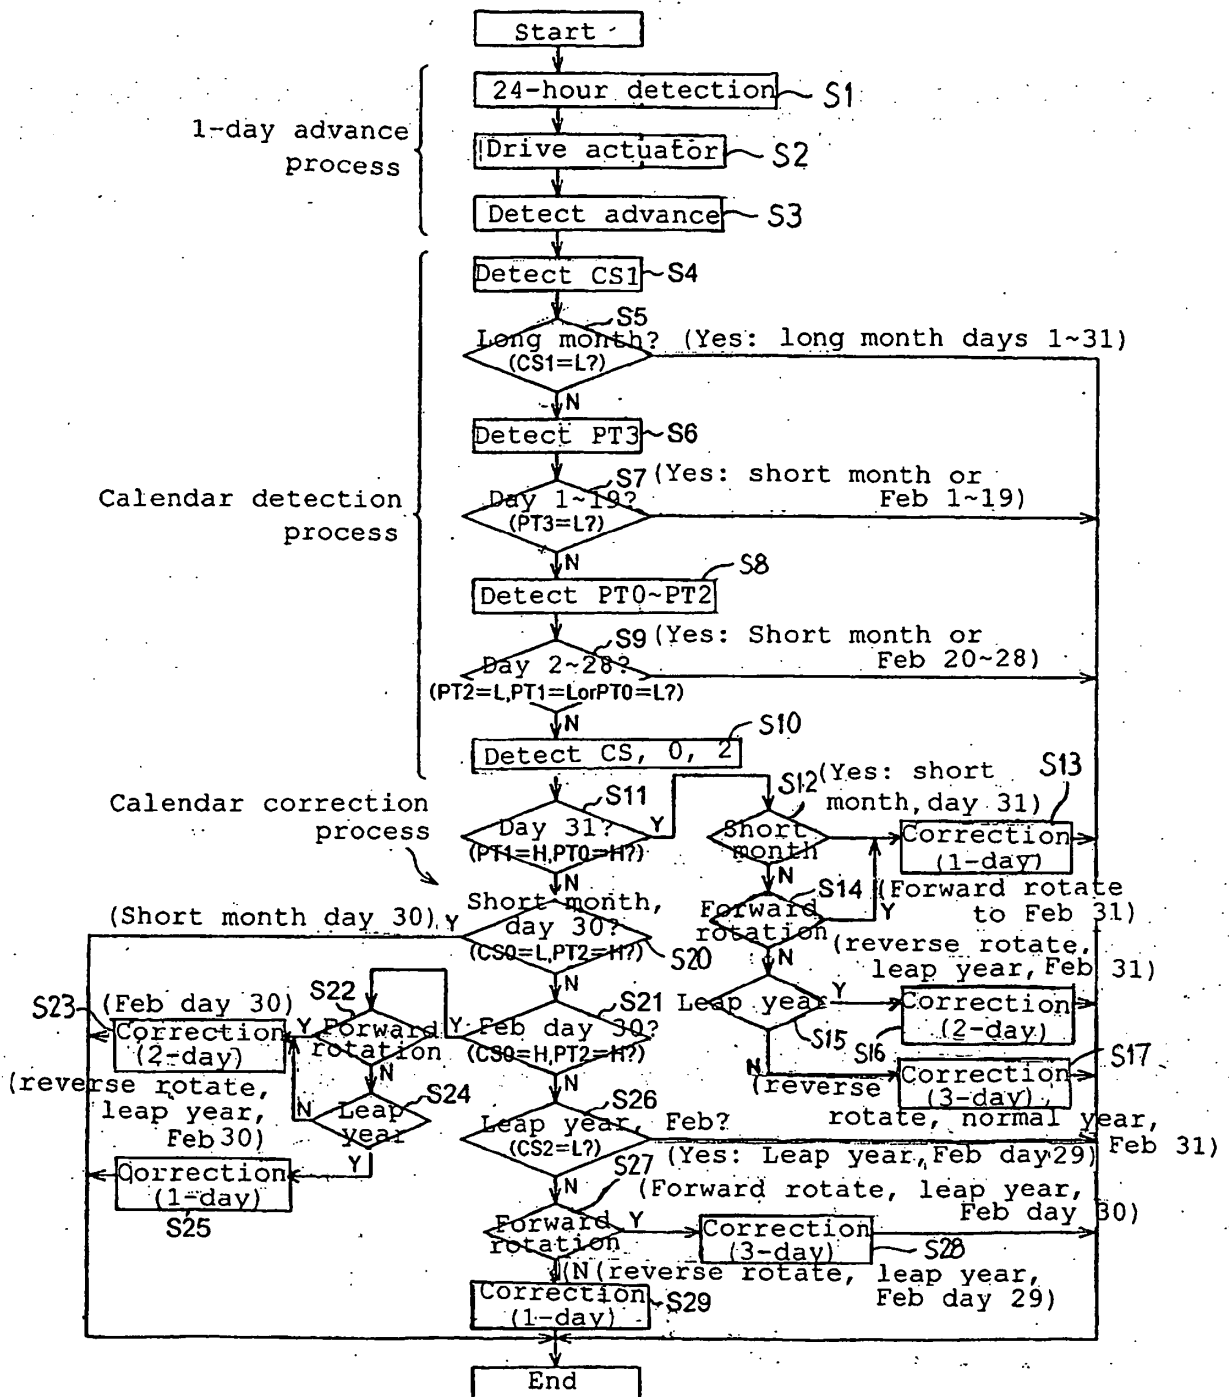 Start
24-hour detection
S1
1-day advance
process
Drive actuator
S2
Detect advance
S3
Detect CS1
S4
S5
Long month?
(CS1=L?)
(Yes: long month days 1~31)
N
Detect PT3
S6
Calendar detection
process
S7
Day 1~19?
(PT3=L?)
(Yes: short month or
Feb 1~19)
N
S8
Detect PT0~PT2
S9
Day 2~28?
(PT2=L,PT1=LorPT0=L?)
(Yes: Short month or
Feb 20~28)
N
S10
Detect CS, 0, 2
Calendar correction
process
S11
Day 31?
(PT1=H,PT0=H?)
Y
N
S12
(Yes: short
month, day 31)
Short
month
N
S13
Correction
(1-day)
S14
Forward
rotation
Y
(Forward rotate
to Feb 31)
N
(Short month day 30)
Y
Short month,
day 30?
(CS0=L,PT2=H?)
S20
N
(reverse rotate,
leap year, Feb 31)
Leap year
Y
S15
N
S16
Correction
(2-day)
S17
Correction
(3-day)
(reverse
rotate, normal year,
Feb 31)
S21
Feb day 30?
(CS0=H,PT2=H?)
Y
N
S22
Forward
rotation
Y
N
S23
(Feb day 30)
Correction
(2-day)
(reverse rotate,
leap year,
Feb 30)
S24
Leap
year
N
Y
Correction
(1-day)
S25
S26
Leap year, Feb?
(CS2=L?)
(Yes: Leap year, Feb day 29)
N
S27
Forward
rotation
Y
(Forward rotate, leap year,
Feb day 30)
Correction
(3-day)
S28
N
(reverse rotate, leap year,
Feb day 29)
Correction
(1-day)
S29
End